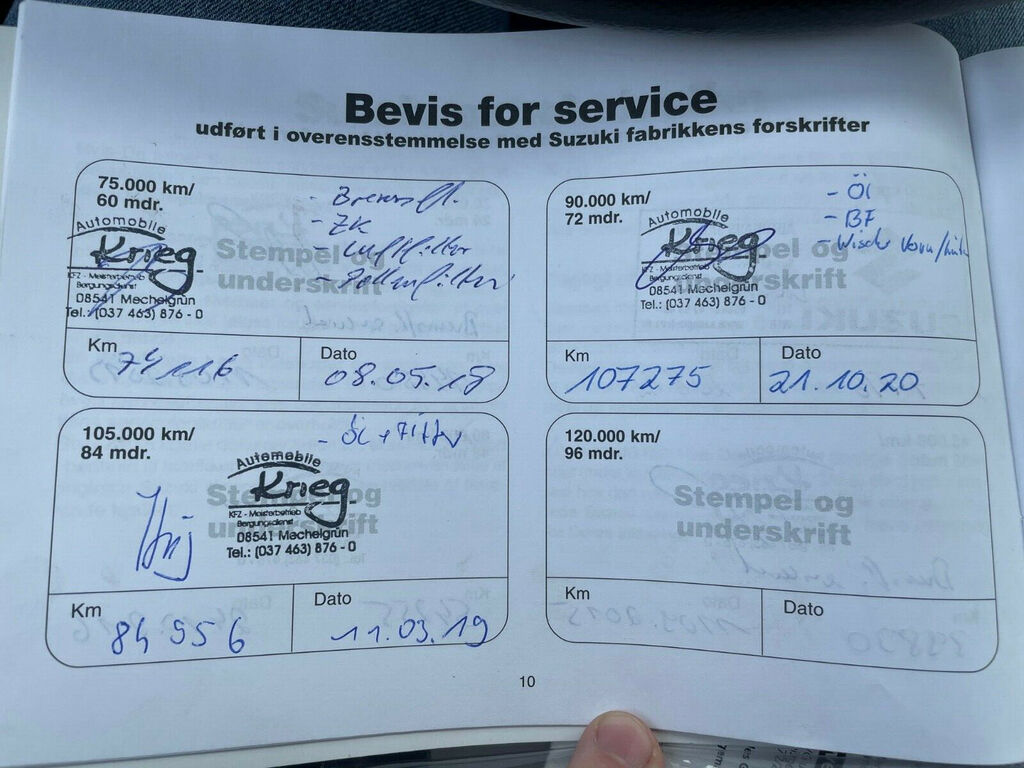 Bevis for service
udført i overensstemmelse med Suzuki fabrikkens forskrifter
75.000 km/
60 mdr.
- Bremsfl.
- ZK
- Luftfilter
- Pollenfilter
Automobile
Krieg
KFZ - Meisterbetrieb
Bergungsdienst
08541 Mechelgrün
Tel.: (037 463) 876 - 0
Stempel og
underskrift
Km
74116
Dato
08.05.18
90.000 km/
72 mdr.
- Öl
- BF
- Wischer vorn/hinten
Automobile
Krieg
KFZ - Meisterbetrieb
Bergungsdienst
08541 Mechelgrün
Tel.: (037 463) 876 - 0
Stempel og
underskrift
Km
107275
Dato
21.10.20
105.000 km/
84 mdr.
- Öl + Filter
Automobile
Krieg
KFZ - Meisterbetrieb
Bergungsdienst
08541 Mechelgrün
Tel.: (037 463) 876 - 0
Stempel og
underskrift
Km
84956
Dato
11.03.19
120.000 km/
96 mdr.
Stempel og
underskrift
Km
Dato
10